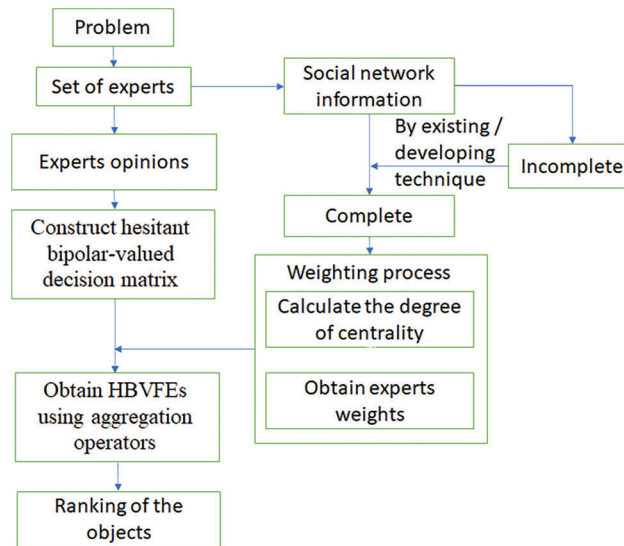 Problem
Set of experts
Social network
information
By existing /
developing
technique
Incomplete
Experts opinions
Complete
Construct hesitant
bipolar-valued
decision matrix
Weighting process
Calculate the degree
of centrality
Obtain experts
weights
Obtain HBVFEs
using aggregation
operators
Ranking of the
objects